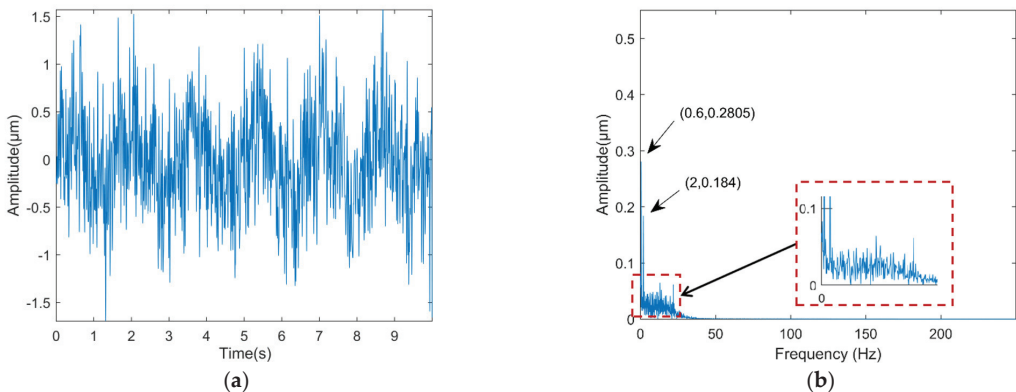 1.5
1
0.5
0
-0.5
-1
-1.5
Amplitude(μm)
0 1 2 3 4 5 6 7 8 9
Time(s)
(a)
0.5
0.4
0.3
0.2
0.1
0
Amplitude(μm)
(0.6,0.2805)
(2,0.184)
0.1
0
0
0 50 100 150 200
Frequency (Hz)
(b)